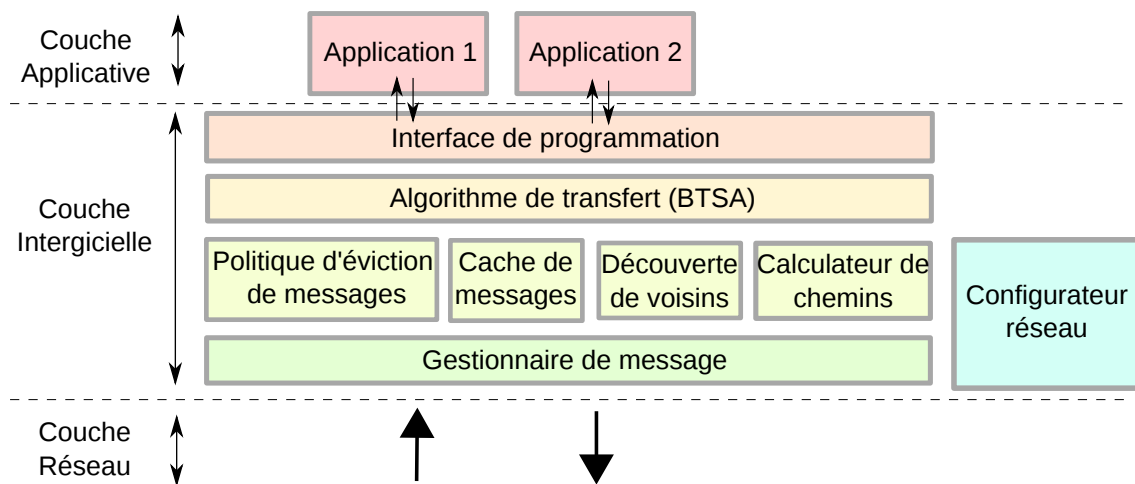 Couche
Applicative
Application 1
Application 2
Interface de programmation
Algorithme de transfert (BTSA)
Couche
Intergicielle
Politique d'éviction
de messages
Cache de
messages
Découverte
de voisins
Calculateur de
chemins
Configurateur
réseau
Gestionnaire de message
Couche
Réseau